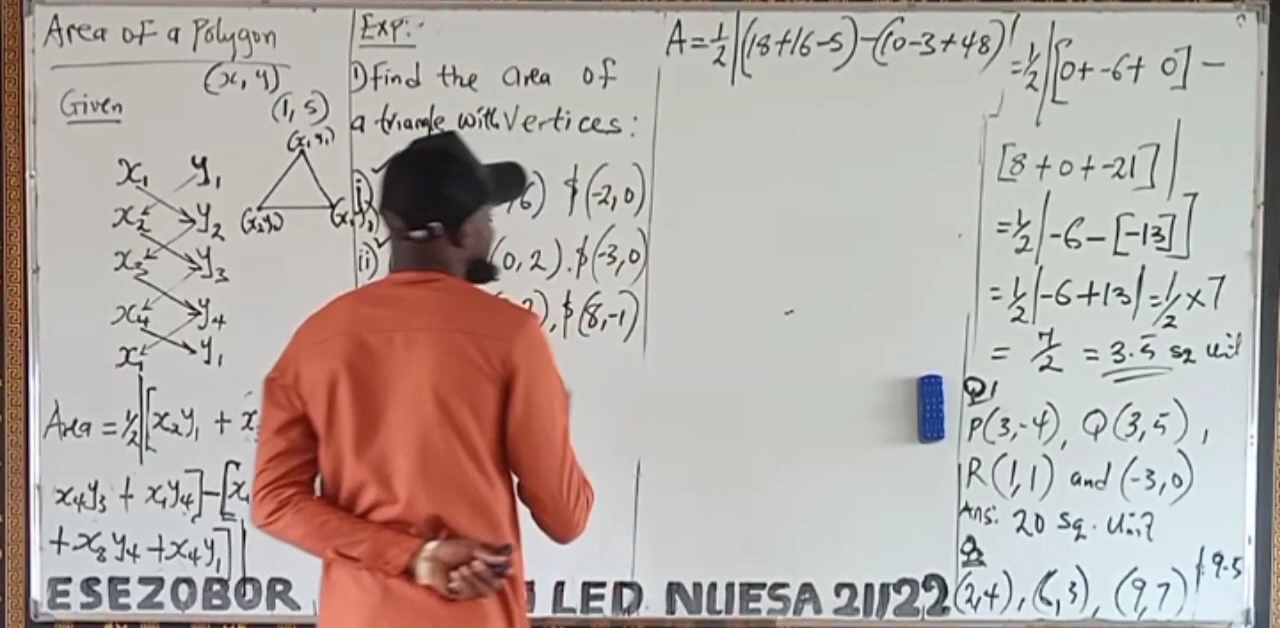 Area of a Polygon
(x, y)
Given
(1, 5)
(x, y₁)
x₁ y₁
x₂ y₂
x₃ y₃
x₄ y₄
x₁ y₁
(x₂y₂)
Area = ½|[x₂y₁ +
x₄y₃ + x₁y₄] - [x
+ x₃y₄ + x₄y₁]|
Exp:-
① Find the area of
a triangle with Vertices:
i) 6) $ (-2, 0)
ii) (0, 2). $ (-3, 0)
), $ (8, -1)
A = ½|(18+16-5)-(10-3+48)|
= ½|[0+-6+ 0] -
[8+0+-21]|
= ½|-6-[-13]]
= ½|-6+13| = ½ × 7
= 7/2 = 3.5 sq unit
Q1
P(3,-4), Q(3,5),
R(1,1) and (-3,0)
Ans: 20 Sq. Unit
Q2
(2,4), (6,3), (9,7) $ 9.5
ESEZOBOR LED NUESA 21/22